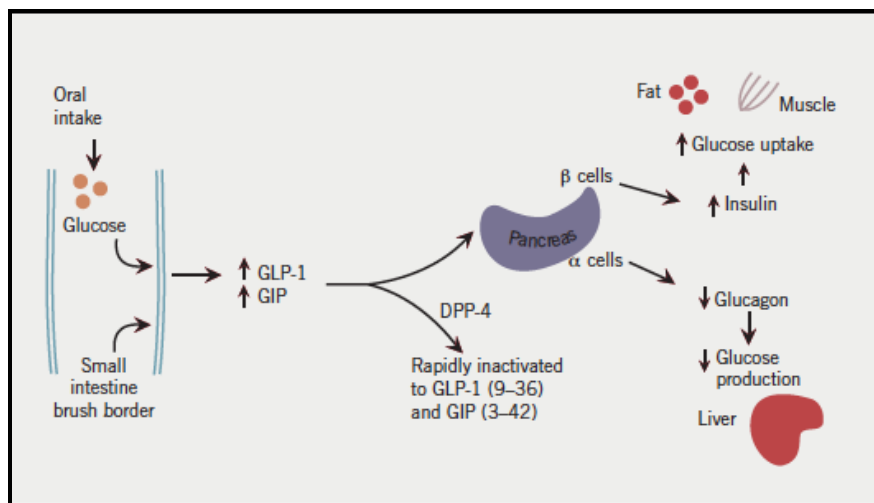 Oral
intake
Glucose
Small
intestine
brush border
GLP-1
GIP
DPP-4
Rapidly inactivated
to GLP-1 (9–36)
and GIP (3–42)
Pancreas
β cells
α cells
Fat
Muscle
Glucose uptake
Insulin
Glucagon
Glucose
production
Liver